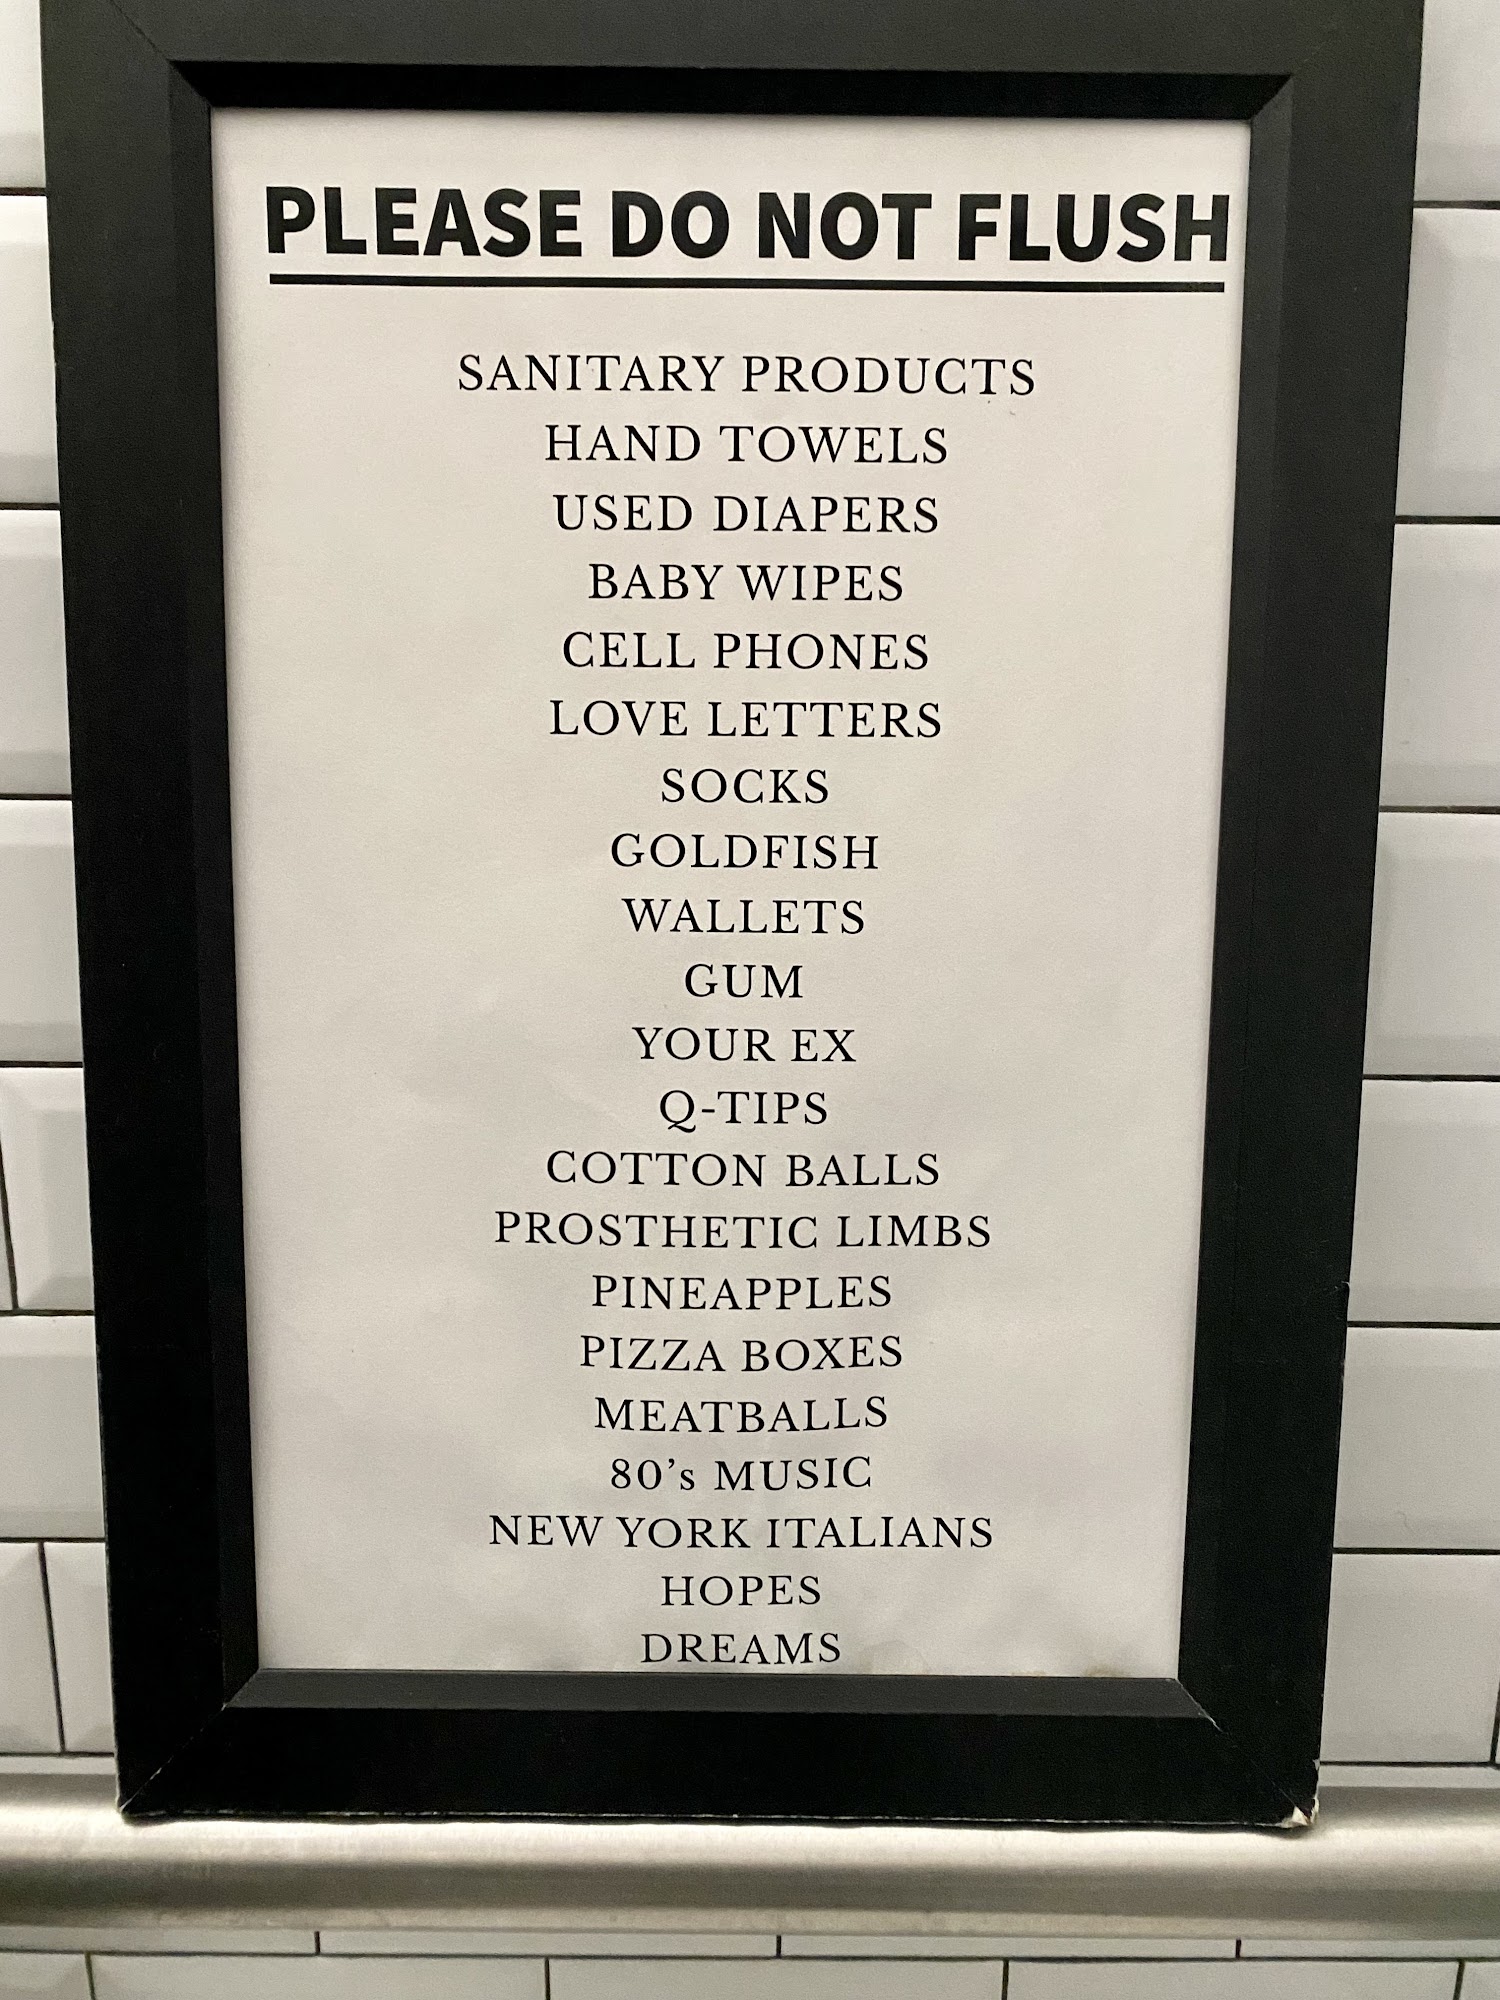 PLEASE DO NOT FLUSH
SANITARY PRODUCTS
HAND TOWELS
USED DIAPERS
BABY WIPES
CELL PHONES
LOVE LETTERS
SOCKS
GOLDFISH
WALLETS
GUM
YOUR EX
Q-TIPS
COTTON BALLS
PROSTHETIC LIMBS
PINEAPPLES
PIZZA BOXES
MEATBALLS
80’s MUSIC
NEW YORK ITALIANS
HOPES
DREAMS